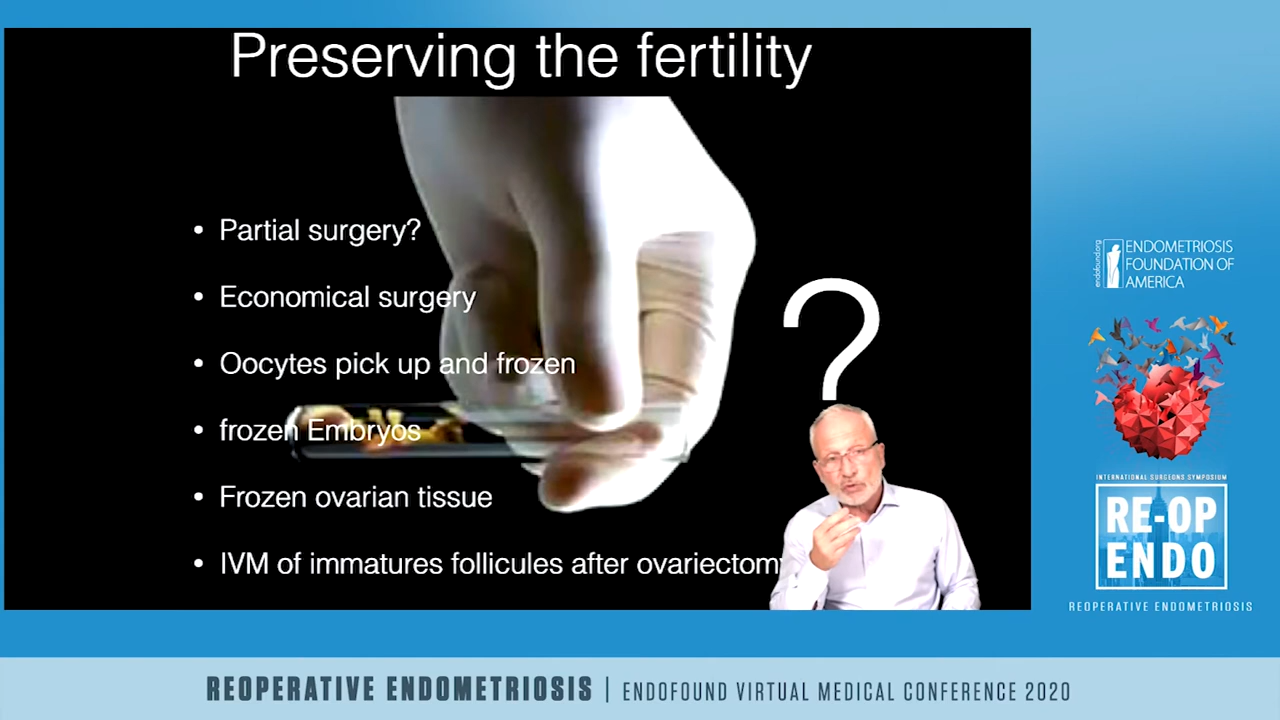 Preserving the fertility
• Partial surgery?
• Economical surgery
• Oocytes pick up and frozen
• frozen Embryos
• Frozen ovarian tissue
• IVM of immatures follicules after ovariectomy
?
endofound.org
ENDOMETRIOSIS
FOUNDATION OF
AMERICA
INTERNATIONAL SURGEONS SYMPOSIUM
RE-OP
ENDO
REOPERATIVE ENDOMETRIOSIS
REOPERATIVE ENDOMETRIOSIS | ENDOFOUND VIRTUAL MEDICAL CONFERENCE 2020